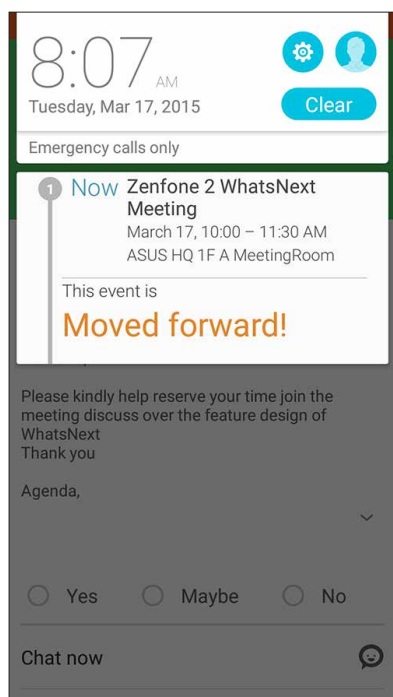 8:07 AM
Tuesday, Mar 17, 2015
Clear
Emergency calls only
1 Now Zenfone 2 WhatsNext
Meeting
March 17, 10:00 – 11:30 AM
ASUS HQ 1F A MeetingRoom
This event is
Moved forward!
Please kindly help reserve your time join the
meeting discuss over the feature design of
WhatsNext
Thank you
Agenda,
Yes Maybe No
Chat now